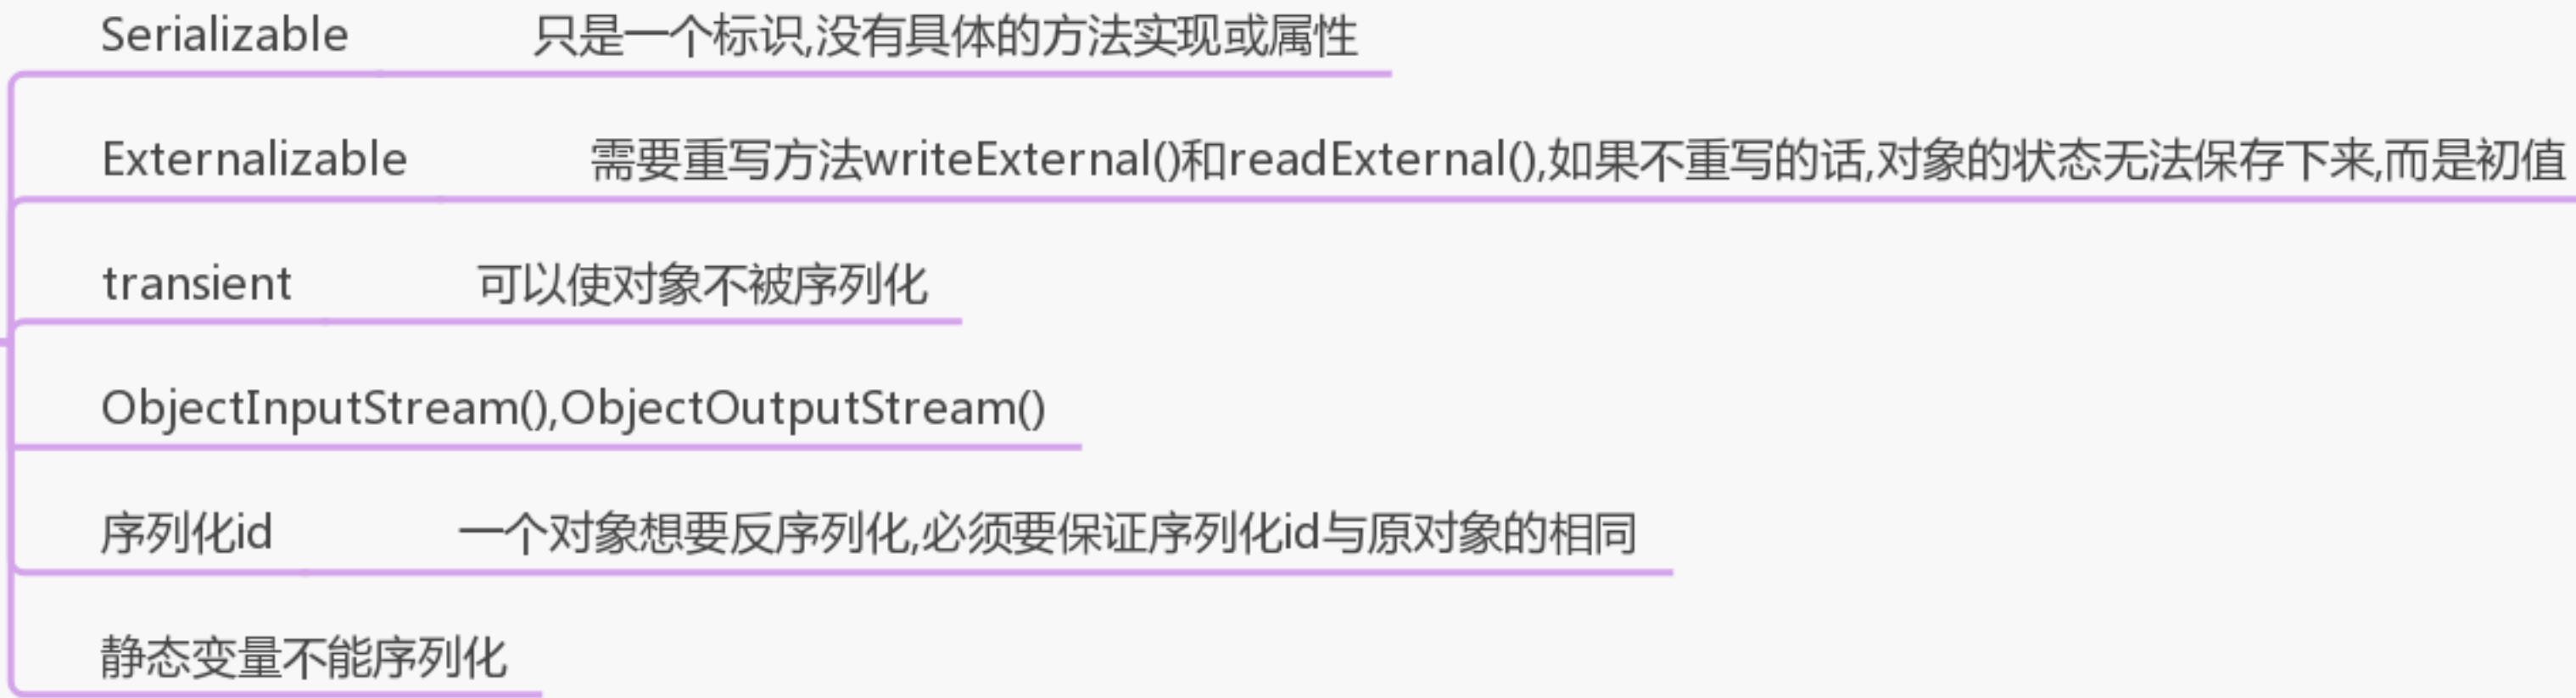 Serializable 只是一个标识,没有具体的方法实现或属性
Externalizable 需要重写方法writeExternal()和readExternal(),如果不重写的话,对象的状态无法保存下来,而是初值
transient 可以使对象不被序列化
ObjectInputStream(),ObjectOutputStream()
序列化id 一个对象想要反序列化,必须要保证序列化id与原对象的相同
静态变量不能序列化